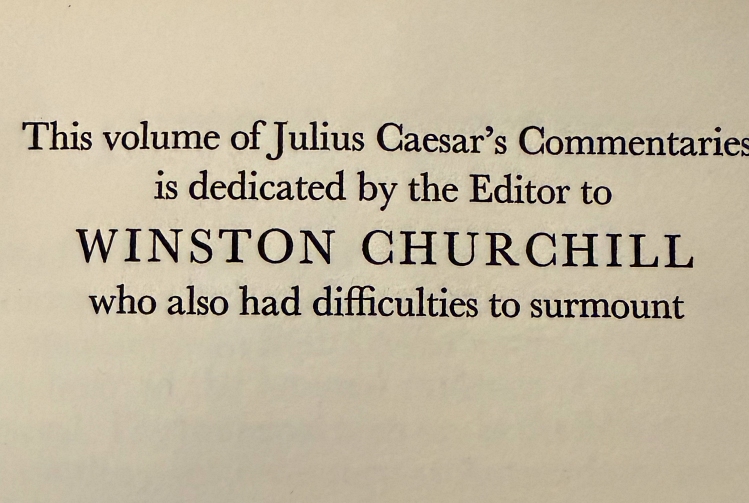 This volume of Julius Caesar's Commentaries
is dedicated by the Editor to
WINSTON CHURCHILL
who also had difficulties to surmount